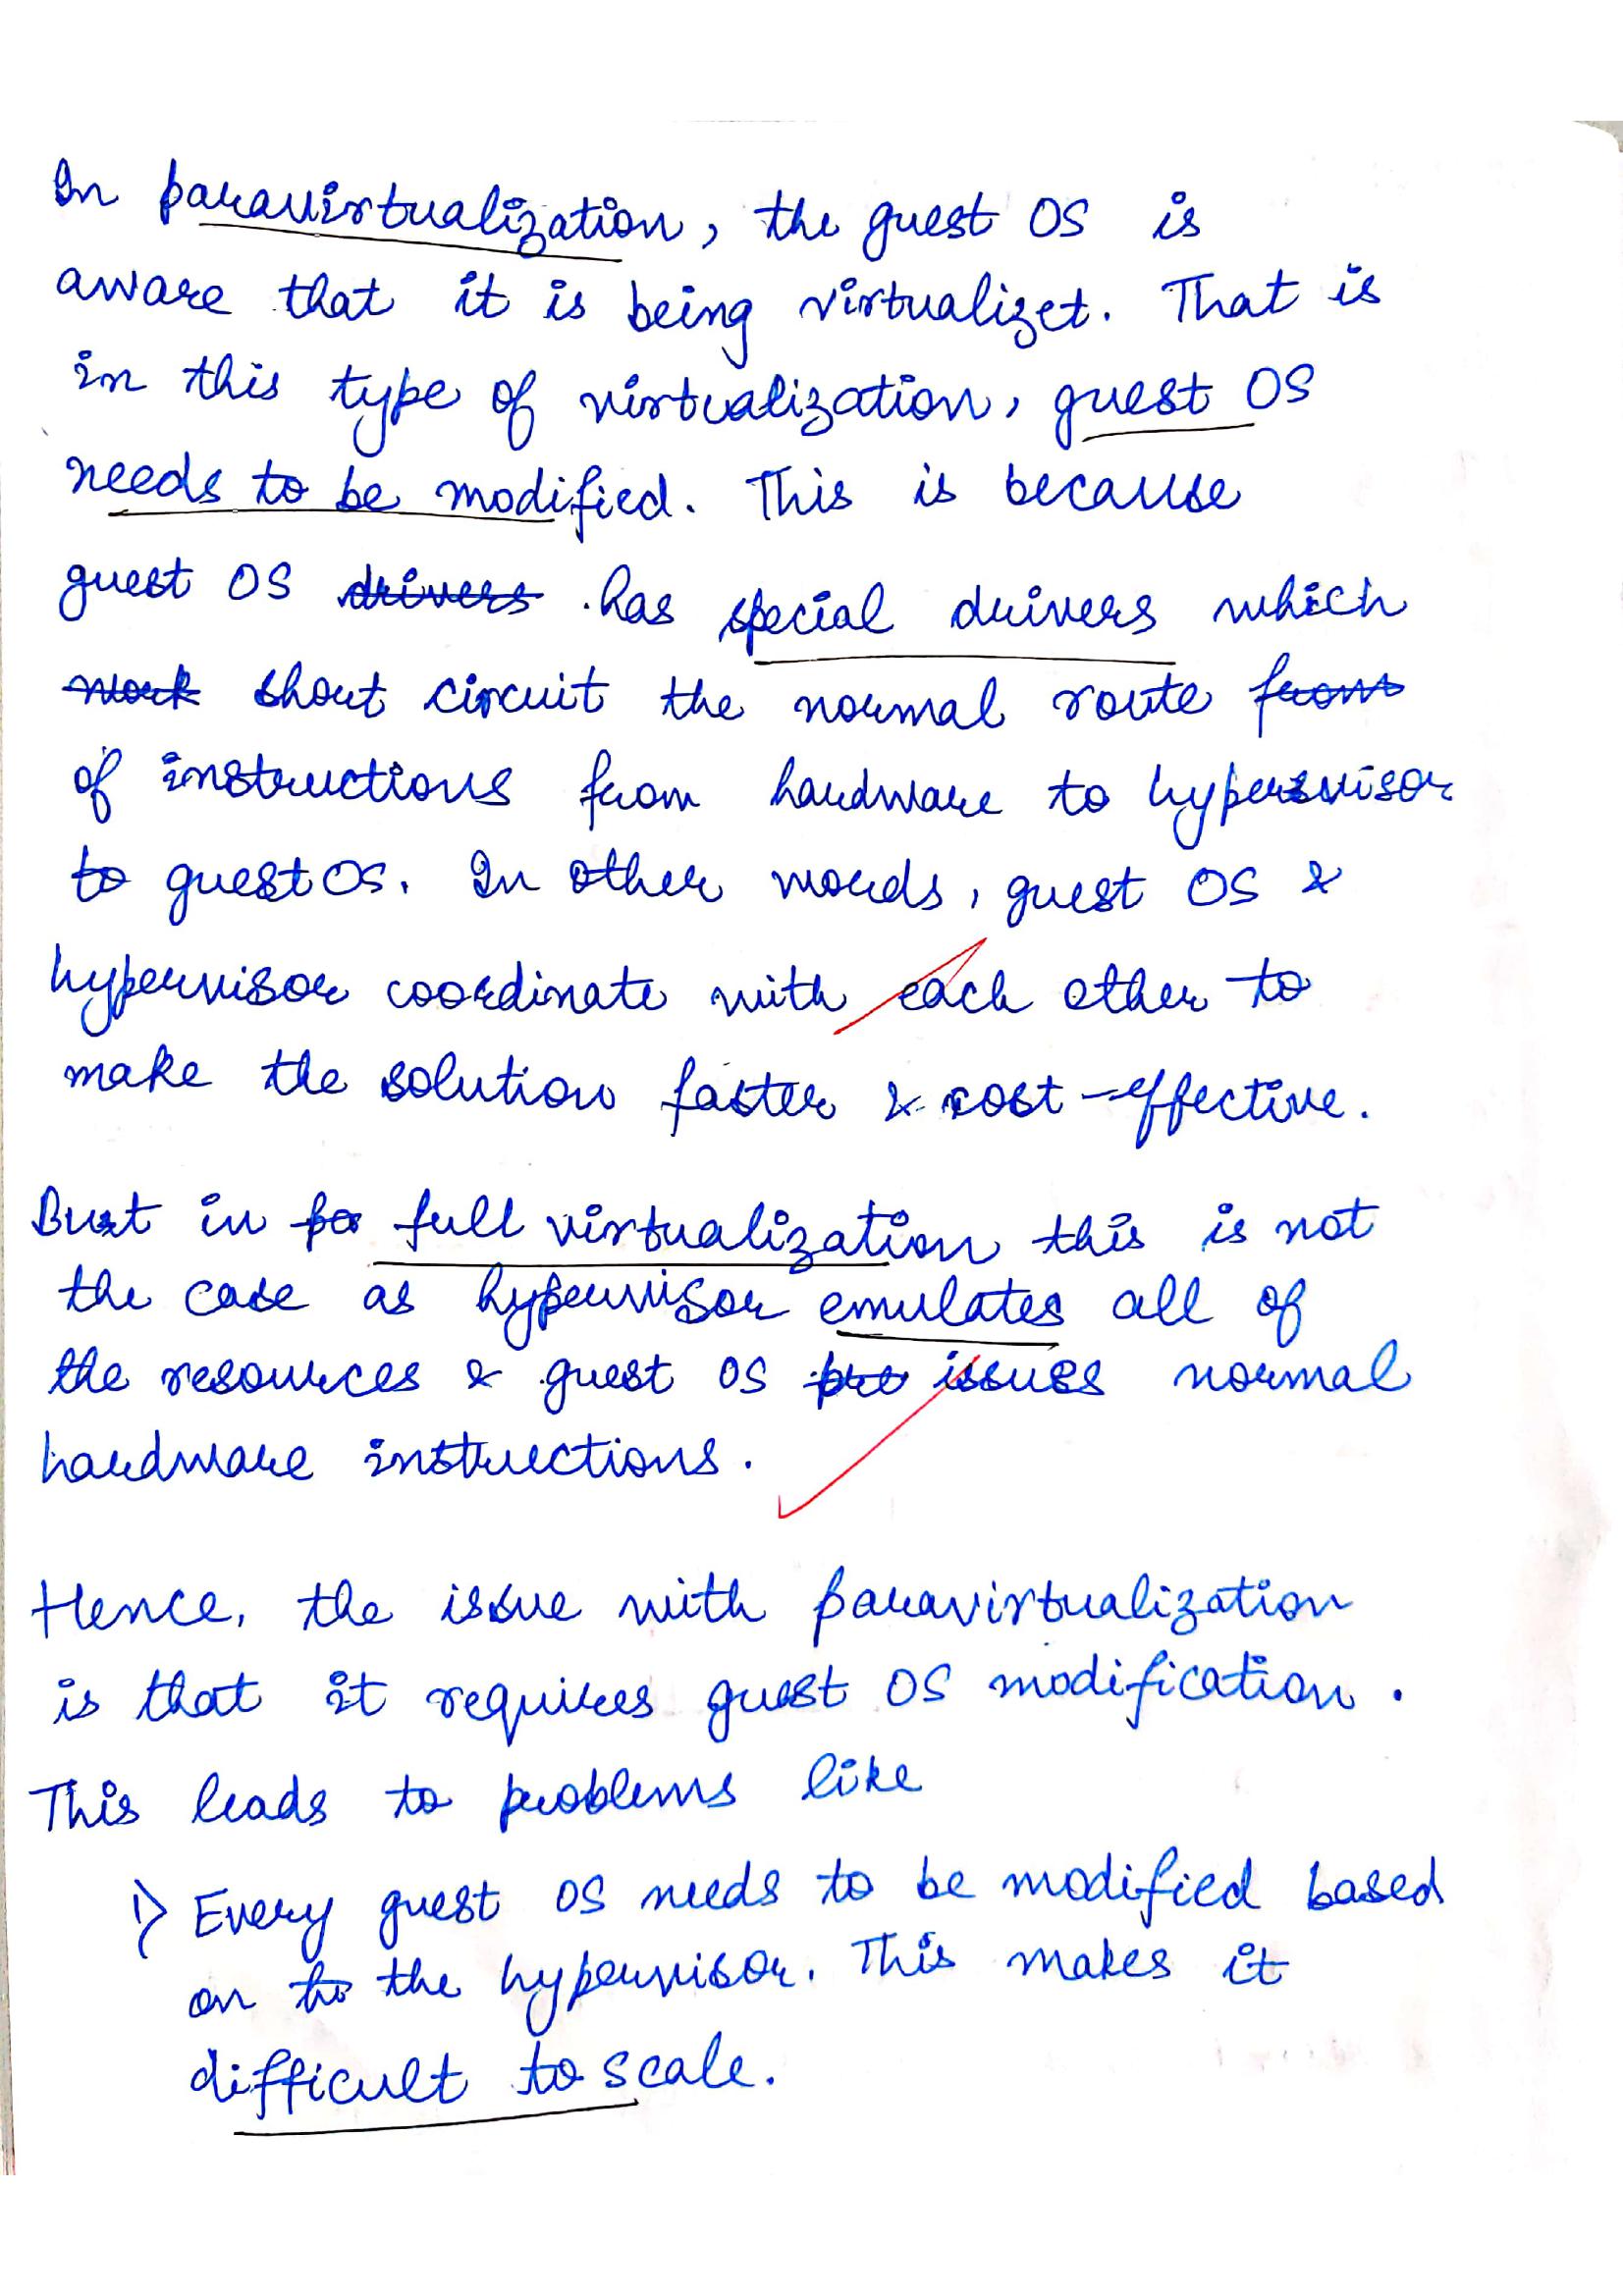 In paravirtualization, the guest OS is
aware that it is being virtualizet. That is
in this type of virtualization, guest OS
needs to be modified. This is because
guest OS drivers has special drivers which
work short circuit the normal route from
of instructions from hardware to hypervisor
to guest OS. In other words, guest OS &
hypervisor coordinate with each other to
make the solution faster & cost-effective.
But in pa full virtualization this is not
the case as hypervisor emulates all of
the resources & guest OS pro issues normal
hardware instructions.
Hence, the issue with paravirtualization
is that it requires guest OS modification.
This leads to problems like
1) Every guest OS needs to be modified based
on the hypervisor. This makes it
difficult to scale.